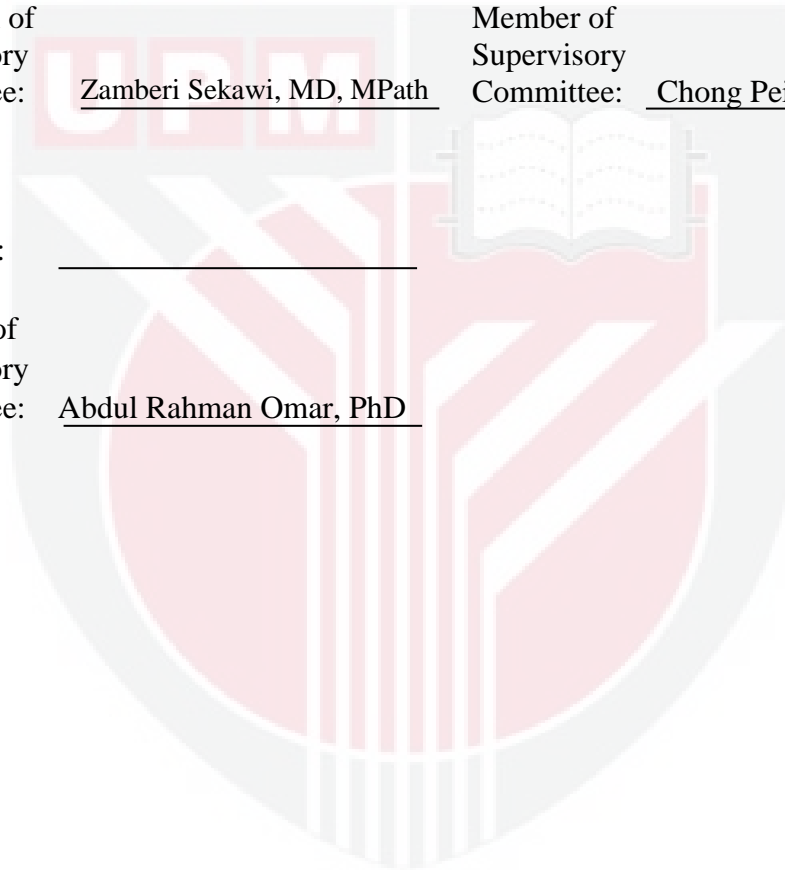 of Member of
ory Supervisory
ee: Zamberi Sekawi, MD, MPath Committee: Chong Pei
UPM
:
of
ory
ee: Abdul Rahman Omar, PhD